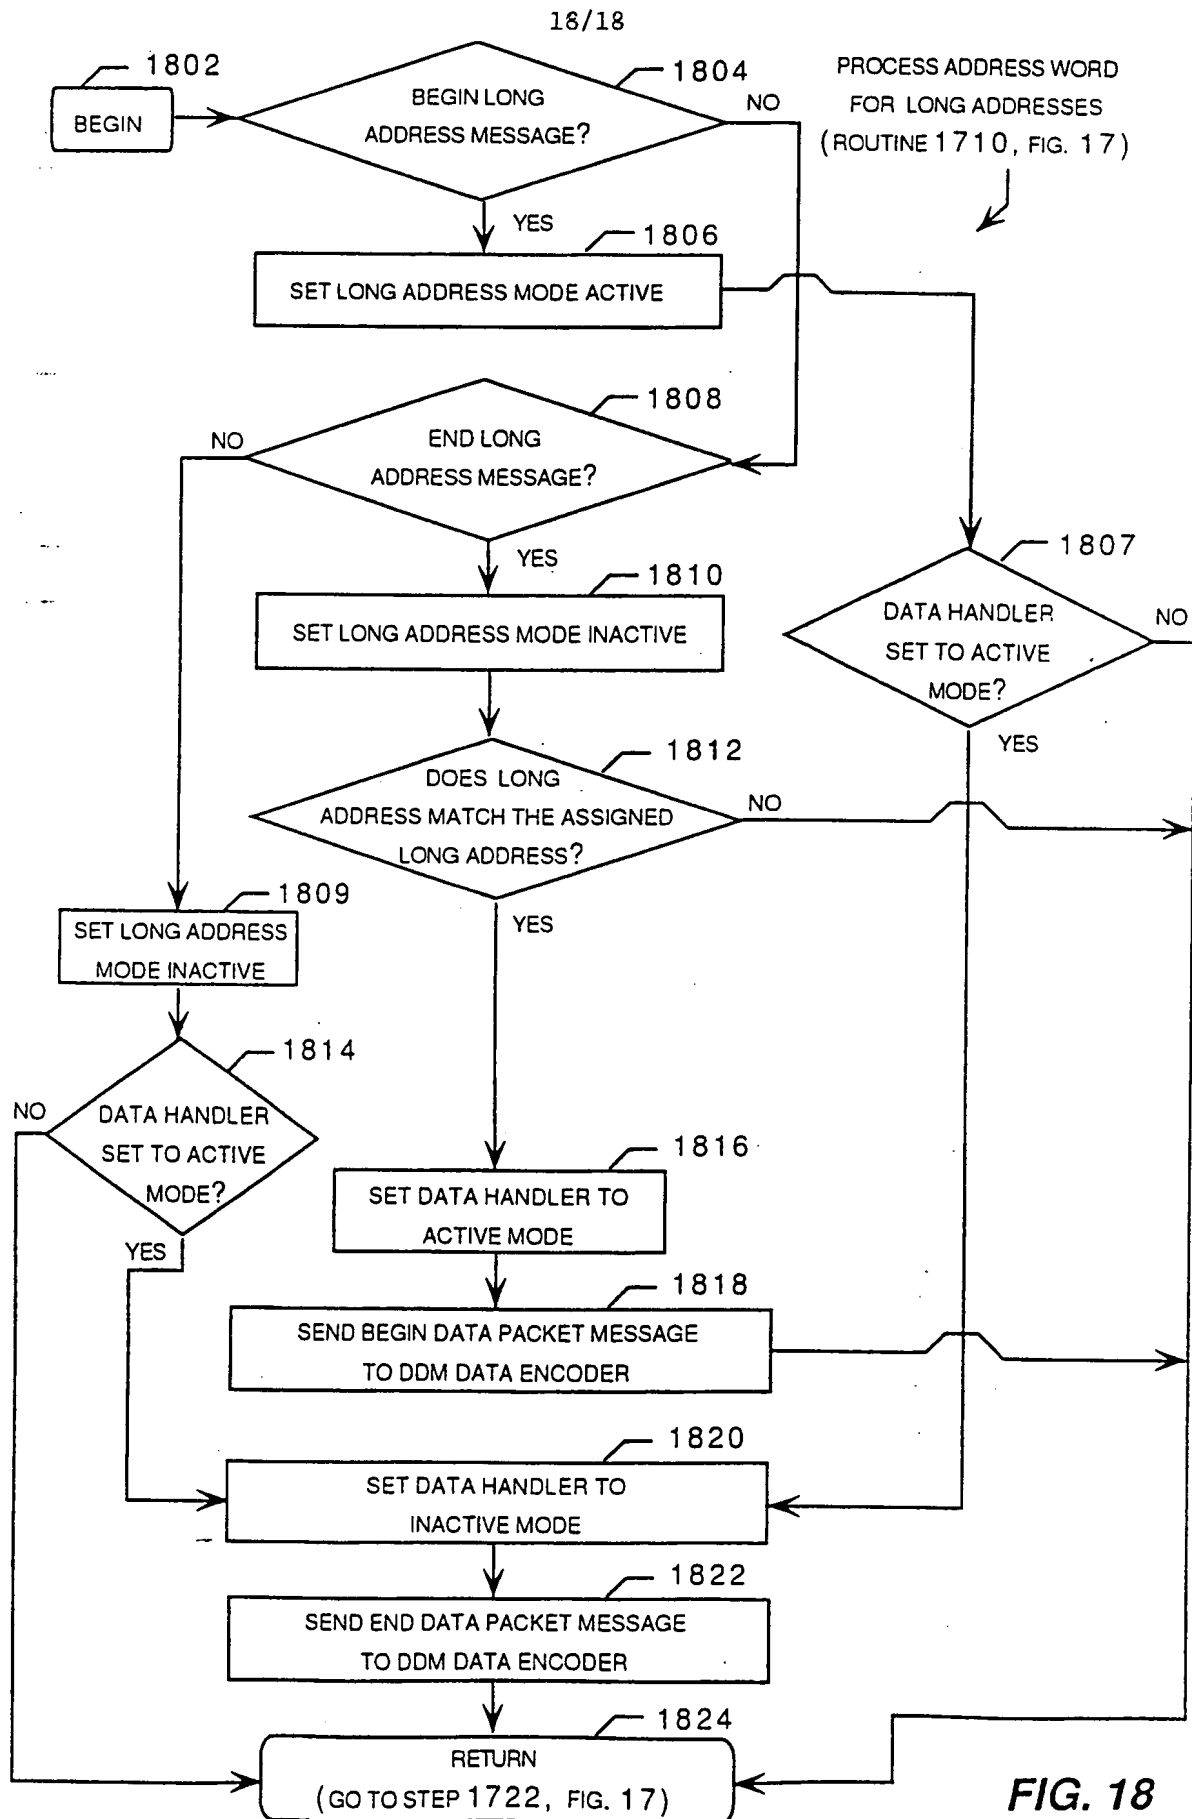 18/18
1802
BEGIN
1804
BEGIN LONG
ADDRESS MESSAGE?
NO
PROCESS ADDRESS WORD
FOR LONG ADDRESSES
(ROUTINE 1710, FIG. 17)
YES
1806
SET LONG ADDRESS MODE ACTIVE
1808
NO
END LONG
ADDRESS MESSAGE?
YES
1807
DATA HANDLER
SET TO ACTIVE
MODE?
NO
YES
1810
SET LONG ADDRESS MODE INACTIVE
1812
DOES LONG
ADDRESS MATCH THE ASSIGNED
LONG ADDRESS?
NO
YES
1809
SET LONG ADDRESS
MODE INACTIVE
1814
NO
DATA HANDLER
SET TO ACTIVE
MODE?
YES
1816
SET DATA HANDLER TO
ACTIVE MODE
1818
SEND BEGIN DATA PACKET MESSAGE
TO DDM DATA ENCODER
1820
SET DATA HANDLER TO
INACTIVE MODE
1822
SEND END DATA PACKET MESSAGE
TO DDM DATA ENCODER
1824
RETURN
(GO TO STEP 1722, FIG. 17)
FIG. 18